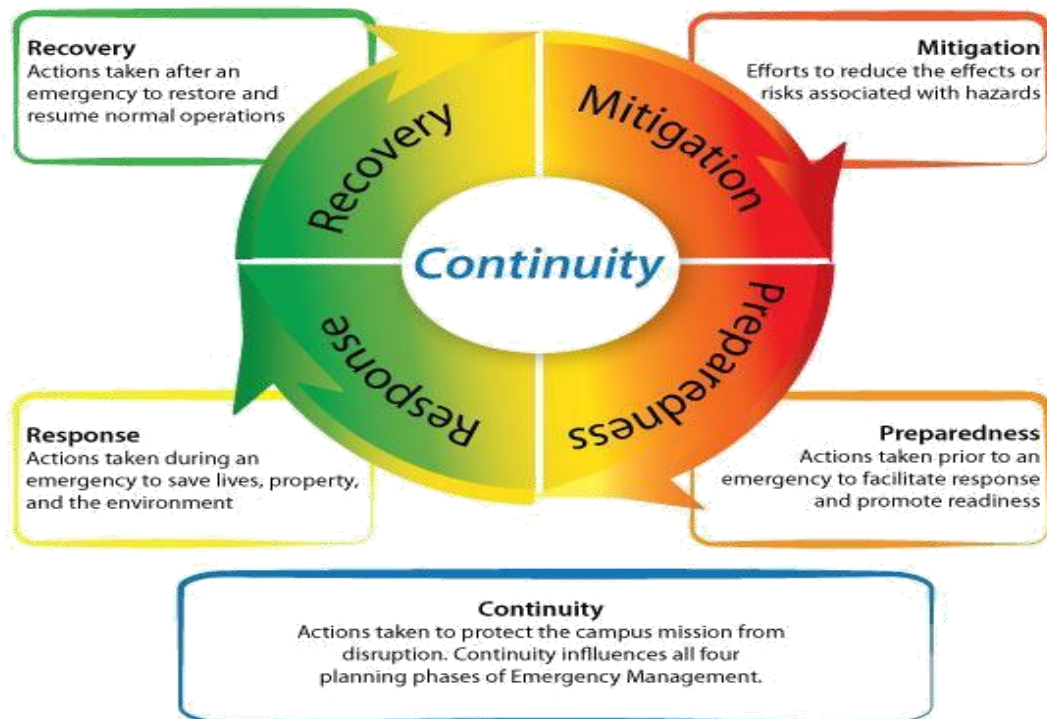 Recovery
Actions taken after an
emergency to restore and
resume normal operations
Mitigation
Efforts to reduce the effects or
risks associated with hazards
Recovery
Mitigation
Continuity
Response
Preparedness
Response
Actions taken during an
emergency to save lives, property,
and the environment
Preparedness
Actions taken prior to an
emergency to facilitate response
and promote readiness
Continuity
Actions taken to protect the campus mission from
disruption. Continuity inflluences all four
planning phases of Emergency Management.